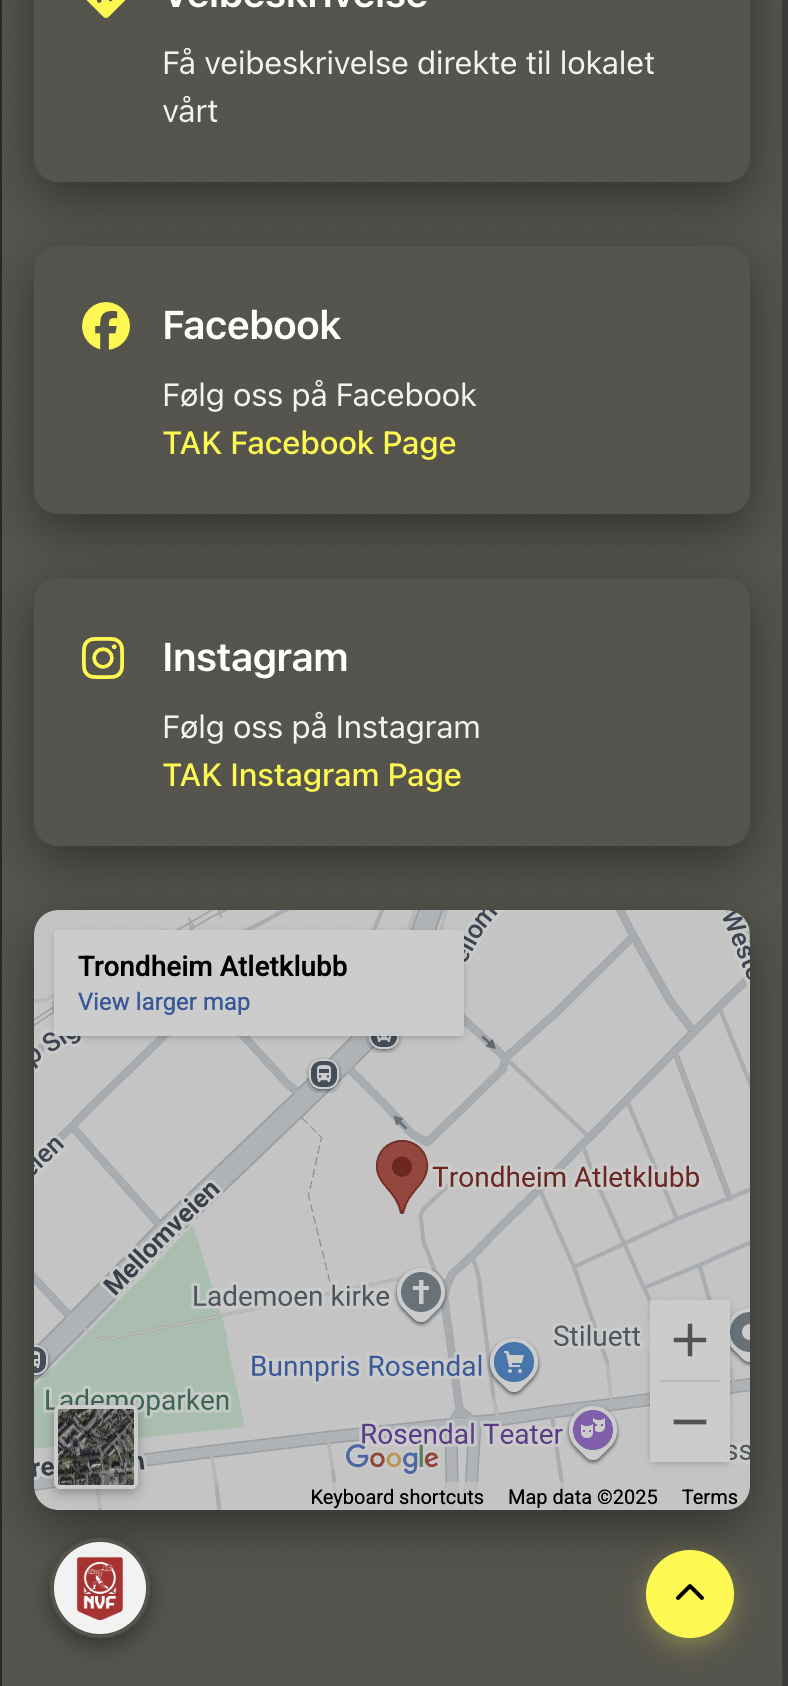 Veibeskrivelse
Få veibeskrivelse direkte til lokalet
vårt
Facebook
Følg oss på Facebook
TAK Facebook Page
Instagram
Følg oss på Instagram
TAK Instagram Page
Trondheim Atletklubb
View larger map
Mellomveien
Trondheim Atletklubb
Lademoen kirke
Stiluett
Bunnpris Rosendal
Lademoparken
Rosendal Teater
Google
Keyboard shortcuts Map data ©2025 Terms
NVF